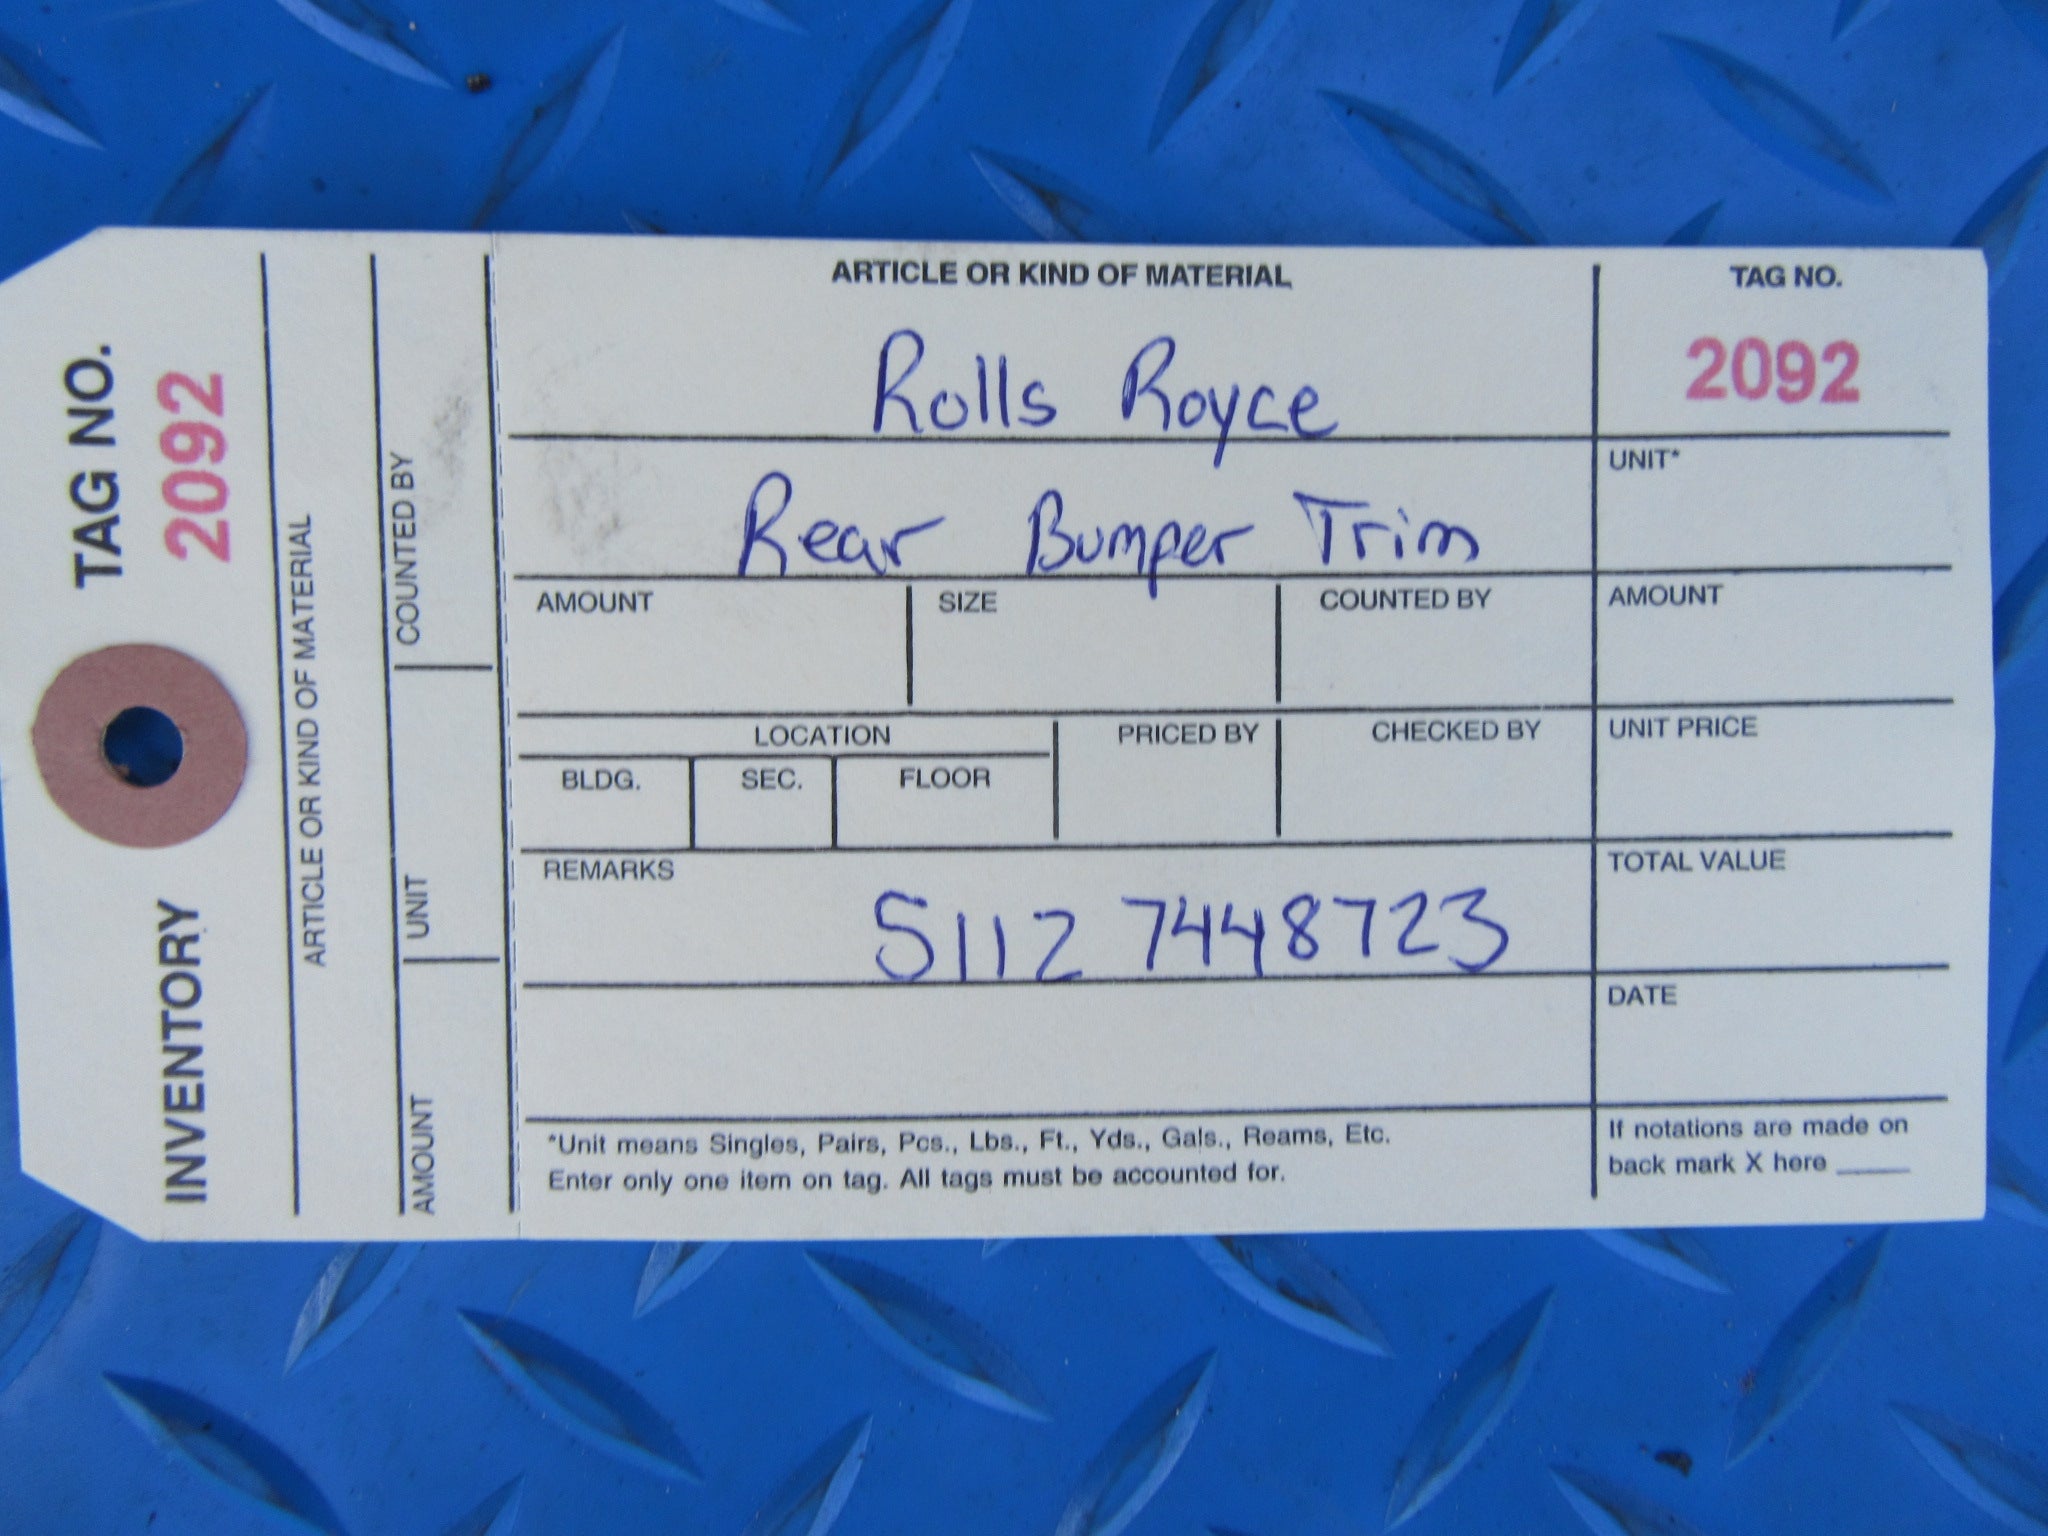 TAG NO.
2092
INVENTORY
ARTICLE OR KIND OF MATERIAL
COUNTED BY
UNIT
AMOUNT
ARTICLE OR KIND OF MATERIAL
Rolls Royce
Rear Bumper Trim
TAG NO.
2092
UNIT*
AMOUNT
SIZE
COUNTED BY
AMOUNT
LOCATION
BLDG.
SEC.
FLOOR
PRICED BY
CHECKED BY
UNIT PRICE
REMARKS
5112 7448723
TOTAL VALUE
DATE
*Unit means Singles, Pairs, Pcs., Lbs., Ft., Yds., Gals., Reams, Etc.
Enter only one item on tag. All tags must be accounted for.
If notations are made on
back mark X here _____